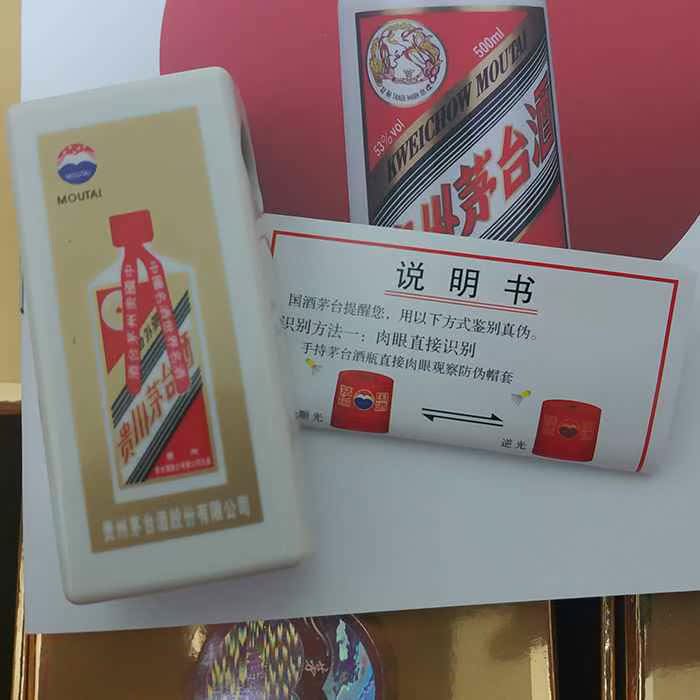 MOUTAI
贵州茅台酒
贵州茅台酒股份有限公司
500ml
TRADE MARK
53%vol
KWEICHOW MOUTAI
茅台酒
说明书
国酒茅台提醒您，用以下方式鉴别真伪。
识别方法一：肉眼直接识别
手持茅台酒瓶直接肉眼观察防伪帽套
顺光
逆光